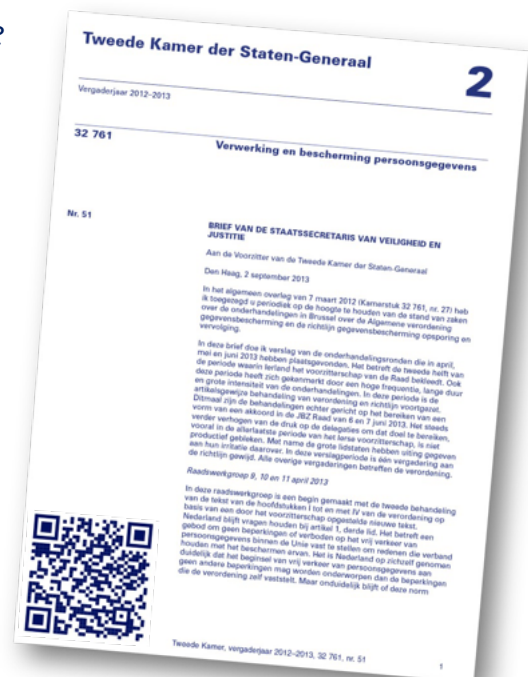 ?
Tweede Kamer der Staten-Generaal
2
Vergaderjaar 2012–2013
32 761
Verwerking en bescherming persoonsgegevens
Nr. 51
BRIEF VAN DE STAATSSECRETARIS VAN VEILIGHEID EN
JUSTITIE
Aan de Voorzitter van de Tweede Kamer der Staten-Generaal
Den Haag, 2 september 2013
In het algemeen overleg van 7 maart 2012 (Kamerstuk 32 761, nr. 27) heb
ik toegezegd u periodiek op de hoogte te houden van de stand van zaken
over de onderhandelingen in Brussel over de Algemene verordening
gegevensbescherming en de richtlijn gegevensbescherming opsporing en
vervolging.
In deze brief doe ik verslag van de onderhandelingsronden die in april,
mei en juni 2013 hebben plaatsgevonden. Het betreft de tweede helft van
de periode waarin Ierland het voorzitterschap van de Raad bekleedt. Ook
deze periode heeft zich gekenmerkt door een hoge frequentie, lange duur
en grote intensiteit van de onderhandelingen. In deze periode is de
artikelsgewijze behandeling van verordening en richtlijn voortgezet.
Ditmaal zijn de behandelingen echter gericht op het bereiken van een
vorm van een akkoord in de JBZ Raad van 6 en 7 juni 2013. Het steeds
verder verhogen van de druk op de delegaties om dat doel te bereiken,
vooral in de allerlaatste periode van het Ierse voorzitterschap, is niet
productief gebleken. Met name de grote lidstaten hebben uiting gegeven
aan hun irritatie daarover. In deze verslagperiode is één vergadering aan
de richtlijn gewijd. Alle overige vergaderingen betreffen de verordening.
Raadswerkgroep 9, 10 en 11 april 2013
In deze raadswerkgroep is een begin gemaakt met de tweede behandeling
van de tekst van de hoofdstukken I tot en met IV van de verordening op
basis van een door het voorzitterschap opgestelde nieuwe tekst.
Nederland blijft vragen houden bij artikel 1, derde lid. Het betreft een
gebod om geen beperkingen of verboden op het vrij verkeer van
persoonsgegevens binnen de Unie vast te stellen om redenen die verband
houden met het beschermen ervan. Het is Nederland op zichzelf genomen
duidelijk dat het beginsel van vrij verkeer van persoonsgegevens aan
geen andere beperkingen mag worden onderworpen dan de beperkingen
die de verordening zelf vaststelt. Maar onduidelijk blijft of deze norm
Tweede Kamer, vergaderjaar 2012–2013, 32 761, nr. 51
1